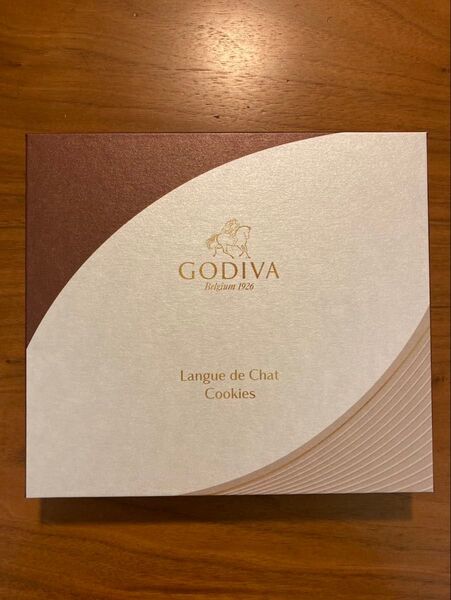 GODIVA
Belgium 1926
Langue de Chat
Cookies